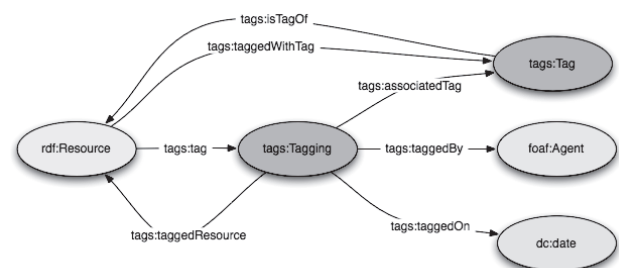 tags:isTagOf
tags:taggedWithTag
tags:Tag
tags:associatedTag
rdf:Resource
tags:tag
tags:Tagging
tags:taggedBy
foaf:Agent
tags:taggedResource
tags:taggedOn
dc:date